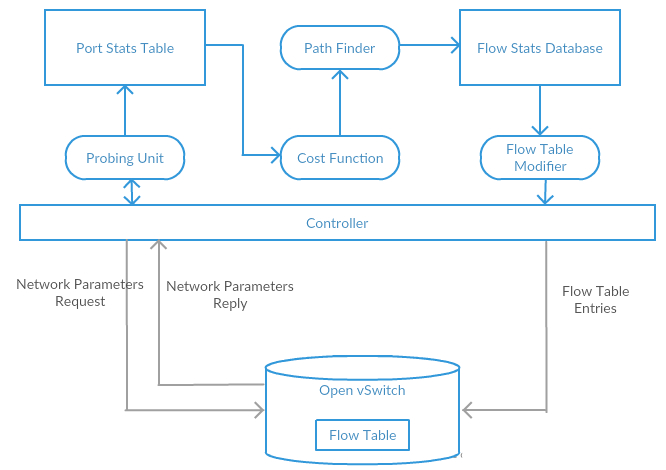 Port Stats Table
Path Finder
Flow Stats Database
Probing Unit
Cost Function
Flow Table
Modifier
Controller
Network Parameters
Request
Network Parameters
Reply
Flow Table
Entries
Open vSwitch
Flow Table